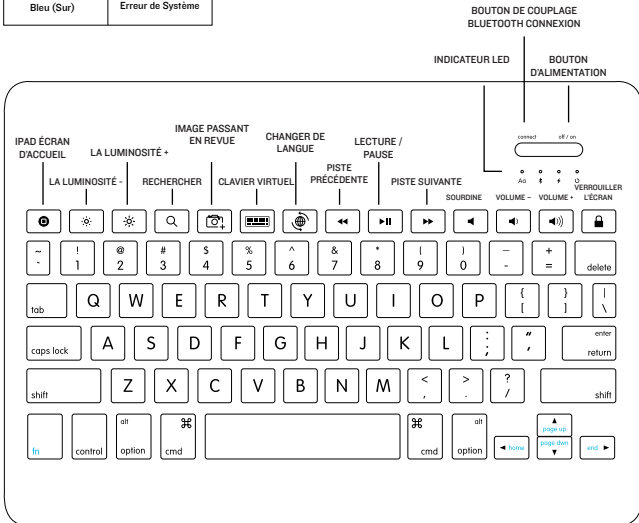 Bleu (Sur) Erreur de Système
BOUTON DE COUPLAGE
BLUETOOTH CONNEXION
INDICATEUR LED
BOUTON
D'ALIMENTATION
connect off / on
IPAD ÉCRAN
D'ACCUEIL
LA LUMINOSITÉ -
LA LUMINOSITÉ +
RECHERCHER
IMAGE PASSANT
EN REVUE
CLAVIER VIRTUEL
CHANGER DE
LANGUE
PISTE
PRÉCÉDENTE
LECTURE /
PAUSE
PISTE SUIVANTE
SOURDINE
VOLUME –
VOLUME +
VERROUILLER
L'ÉCRAN
~ ! @ # $ % ^ & * ( ) — +
` 1 2 3 4 5 6 7 8 9 0 - = delete
tab Q W E R T Y U I O P { [ } ] | \
caps lock A S D F G H J K L : ; " ' enter return
shift Z X C V B N M < , > . ? / shift
fn control alt option ⌘ cmd ⌘ cmd alt option ◄ home ▲ page up page dwn ▼ end ►